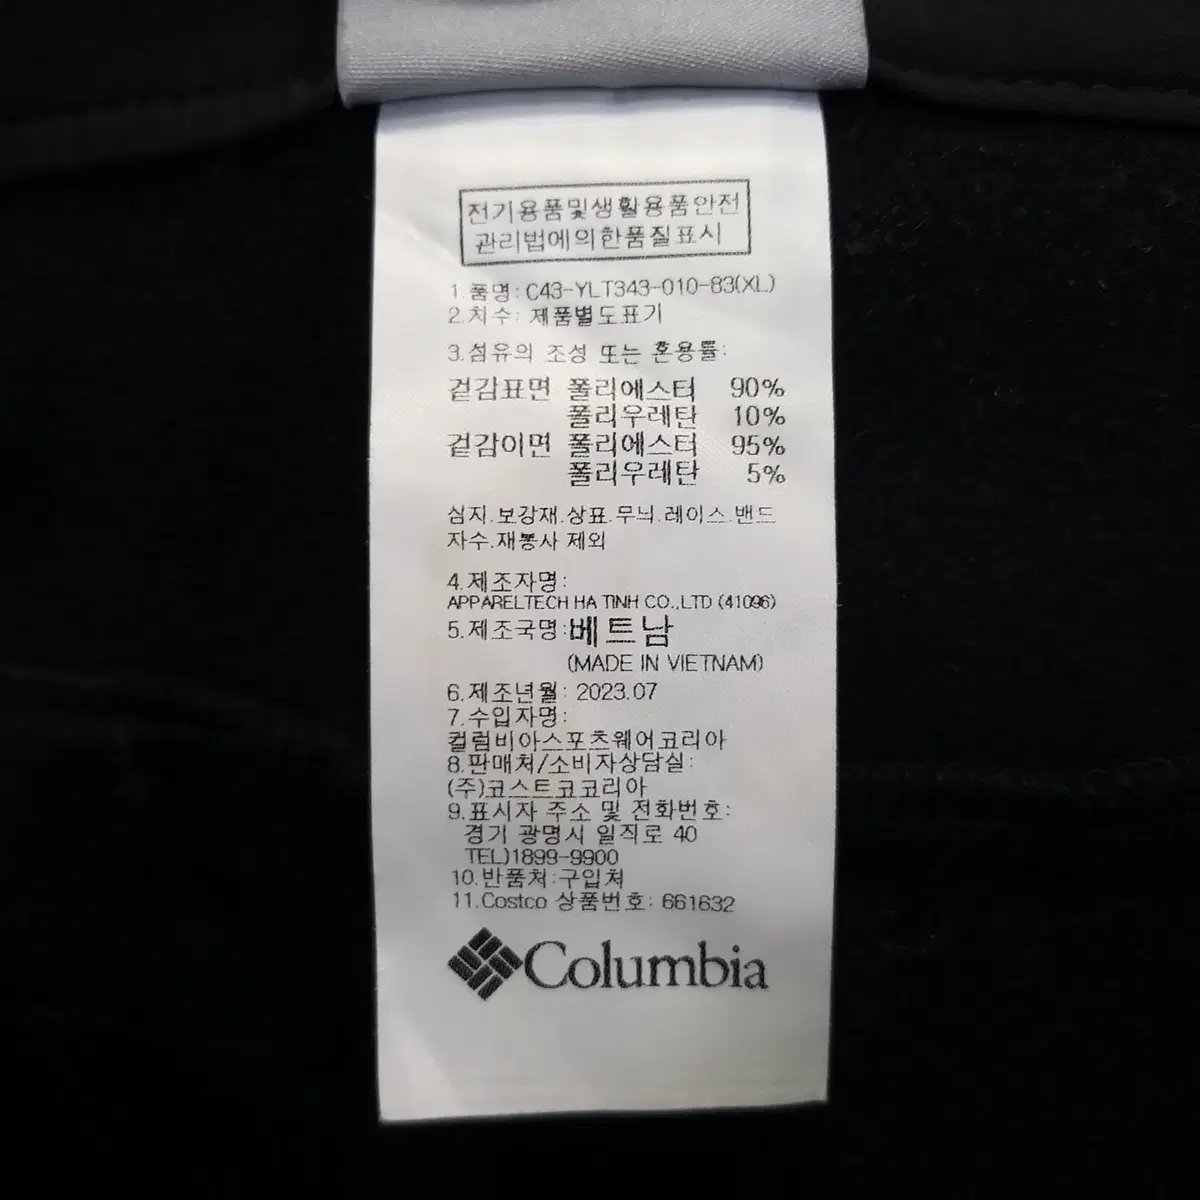 전기용품및생활용품안전
관리법에의한품질표시
1.품명: C43-YLT343-010-83(XL)
2.치수: 제품별도표기
3.섬유의 조성 또는 혼용률:
겉감표면 폴리에스터 90%
폴리우레탄 10%
겉감이면 폴리에스터 95%
폴리우레탄 5%
심지.보강재.상표.무늬.레이스.밴드
자수.재봉사 제외
4.제조자명:
APPARELTECH HA TINH CO.,LTD (41096)
5.제조국명:베트남
(MADE IN VIETNAM)
6.제조년월: 2023.07
7.수입자명:
컬럼비아스포츠웨어코리아
8.판매처/소비자상담실:
(주)코스트코코리아
9.표시자 주소 및 전화번호:
경기 광명시 일직로 40
TEL)1899-9900
10.반품처:구입처
11.Costco 상품번호: 661632
Columbia